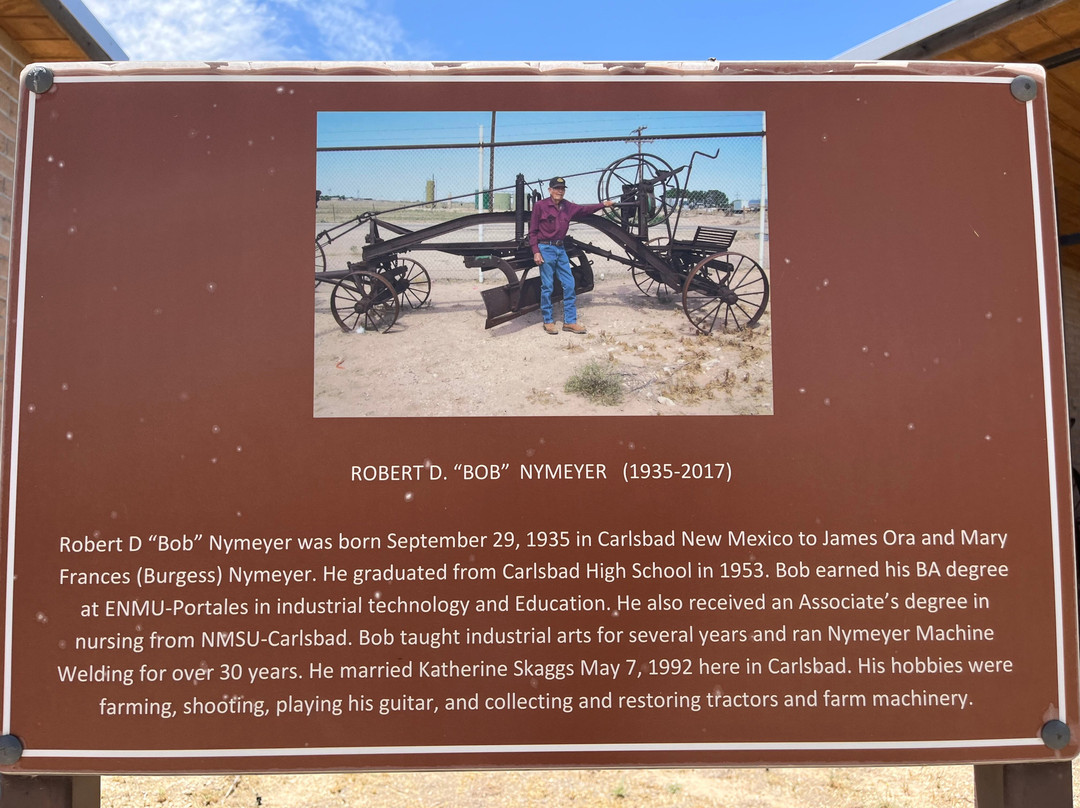 ROBERT D. “BOB” NYMEYER (1935-2017)
Robert D “Bob” Nymeyer was born September 29, 1935 in Carlsbad New Mexico to James Ora and Mary
Frances (Burgess) Nymeyer. He graduated from Carlsbad High School in 1953. Bob earned his BA degree
at ENMU-Portales in industrial technology and Education. He also received an Associate’s degree in
nursing from NMSU-Carlsbad. Bob taught industrial arts for several years and ran Nymeyer Machine
Welding for over 30 years. He married Katherine Skaggs May 7, 1992 here in Carlsbad. His hobbies were
farming, shooting, playing his guitar, and collecting and restoring tractors and farm machinery.